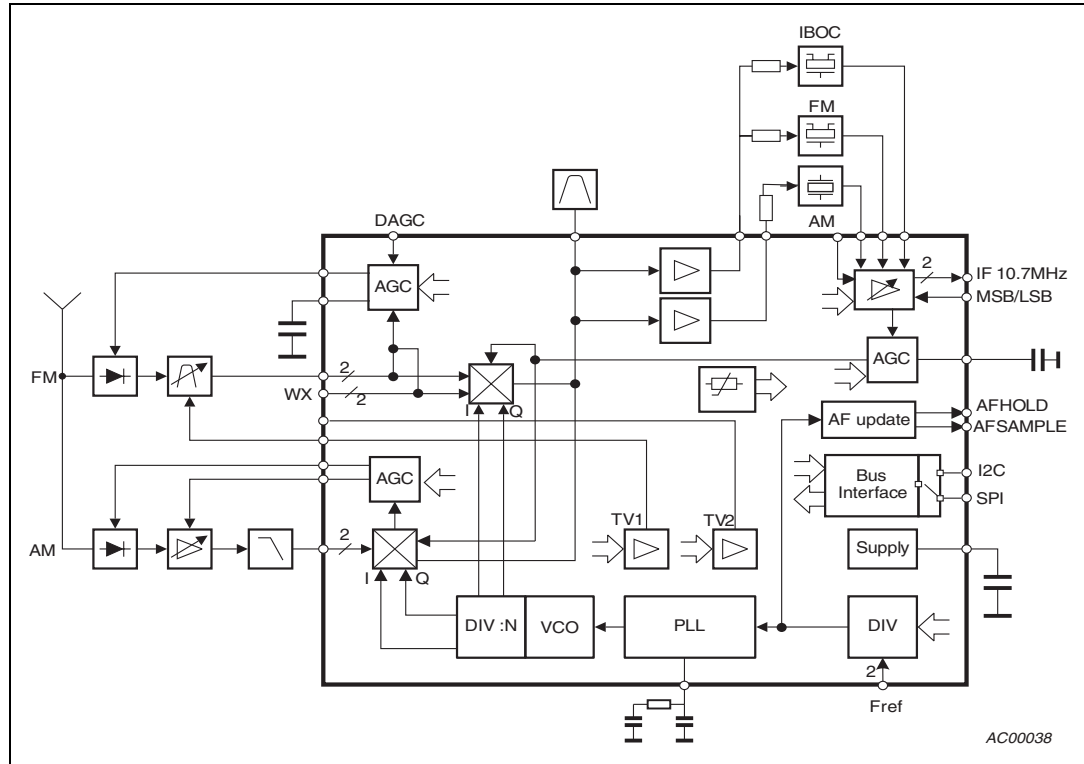 IBOC
FM
AM
DAGC
AGC
2
IF 10.7MHz
MSB/LSB
FM
2
WX
2
AGC
I
Q
AF update
AFHOLD
AFSAMPLE
AGC
Bus
Interface
I2C
SPI
TV1
TV2
AM
2
Supply
I
Q
DIV :N
VCO
PLL
DIV
2
Fref
AC00038